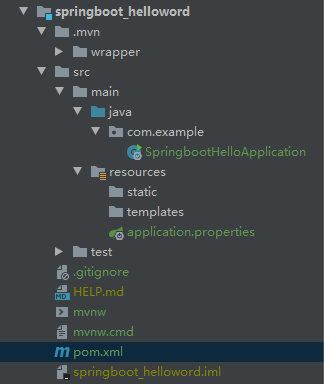 springboot_helloword
.mvn
wrapper
src
main
java
com.example
SpringbootHelloApplication
resources
static
templates
application.properties
test
.gitignore
HELP.md
mvnw
mvnw.cmd
pom.xml
springboot_helloword.iml